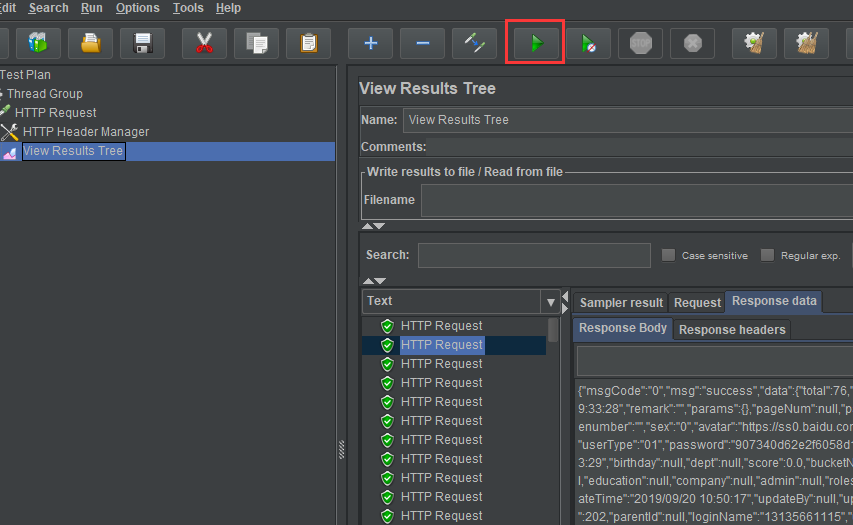 dit Search Run Options Tools Help
STOP
Test Plan
Thread Group
HTTP Request
HTTP Header Manager
View Results Tree
View Results Tree
Name: View Results Tree
Comments:
Write results to file / Read from file
Filename
Search: Case sensitive Regular exp.
Text
HTTP Request
HTTP Request
HTTP Request
HTTP Request
HTTP Request
HTTP Request
HTTP Request
HTTP Request
HTTP Request
HTTP Request
HTTP Request
Sampler result Request Response data
Response Body Response headers
{"msgCode":"0","msg":"success","data":{"total":76,"
9:33:28","remark":"","params":{},"pageNum":null,"p
enumber":"","sex":"0","avatar":"https://ss0.baidu.com
"userType":"01","password":"907340d62e2f6058d1
3:29","birthday":null,"dept":null,"score":0.0,"bucketN
l,"education":null,"company":null,"admin":null,"roles
ateTime":"2019/09/20 10:50:17","updateBy":null,"up
":202,"parentId":null,"loginName":"13135661115","